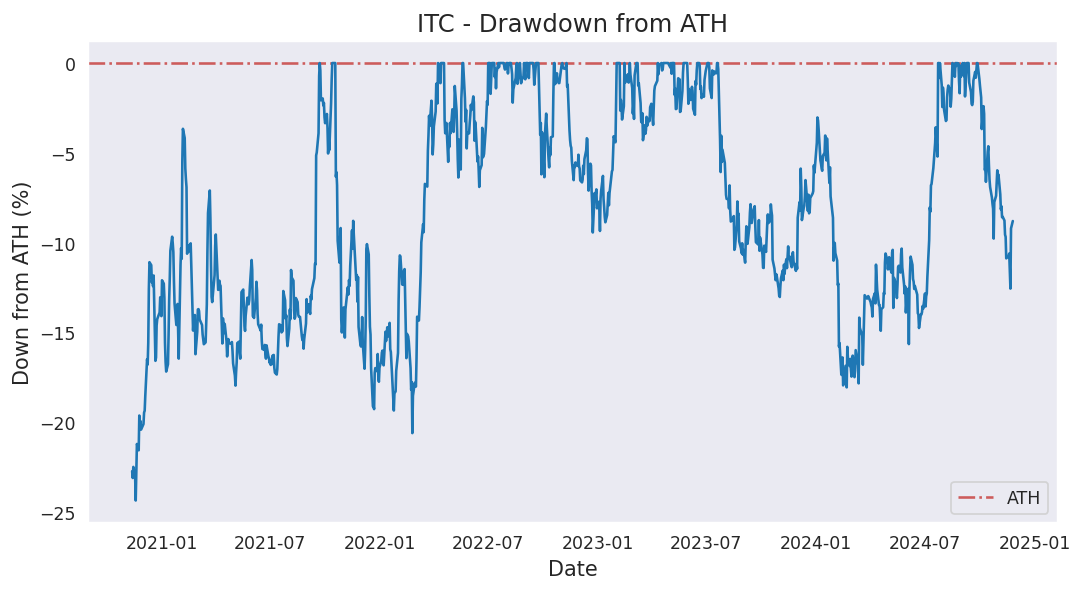 ITC - Drawdown from ATH
Down from ATH (%)
0
−5
−10
−15
−20
−25
2021-01 2021-07 2022-01 2022-07 2023-01 2023-07 2024-01 2024-07 2025-01
Date
ATH